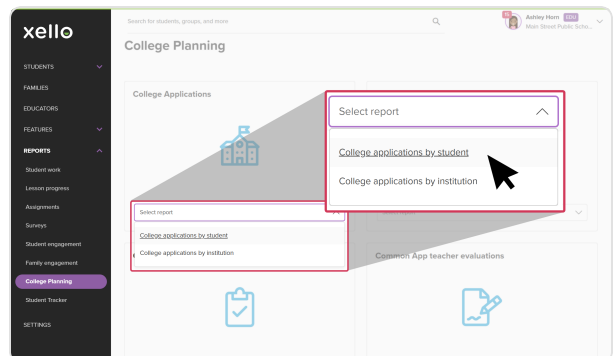 xello
Search for students, groups, and more
Ashley Horn EDU
Main Street Public Scho...
College Planning
STUDENTS
FAMILIES
EDUCATORS
FEATURES
REPORTS
Student work
Lesson progress
Assignments
Surveys
Student engagement
Family engagement
College Planning
Student Tracker
SETTINGS
College Applications
Select report
College applications by student
College applications by institution
Select report
College applications by student
College applications by institution
Common App teacher evaluations